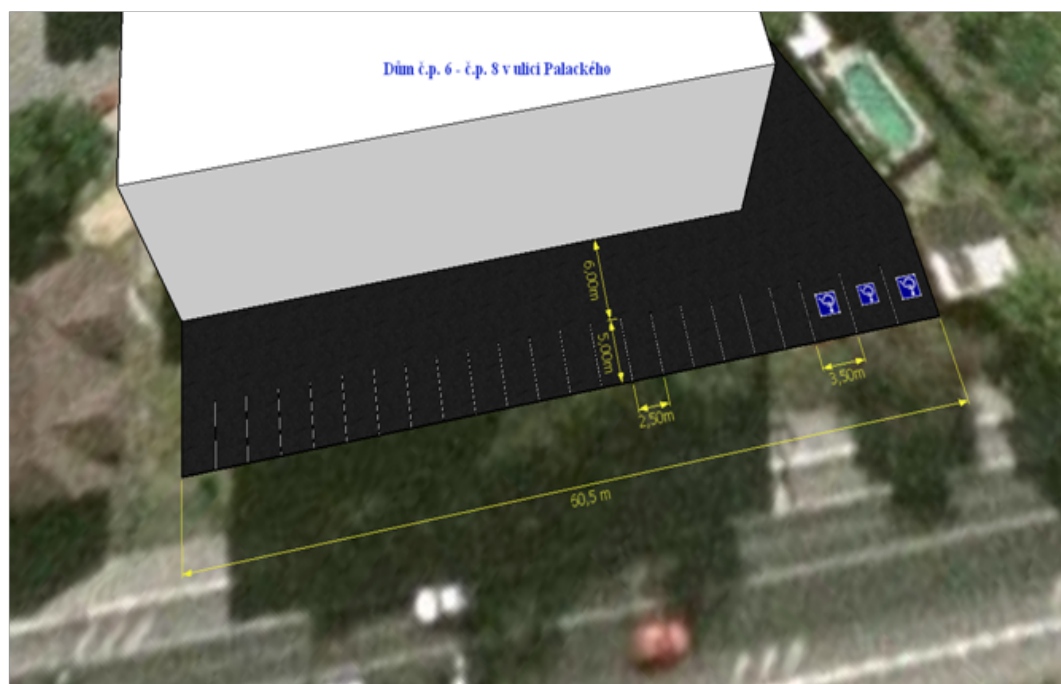 Dům č.p. 6 - č.p. 8 v ulici Palackého
6,00m
5,00m
2,50m
3,50m
60,5 m